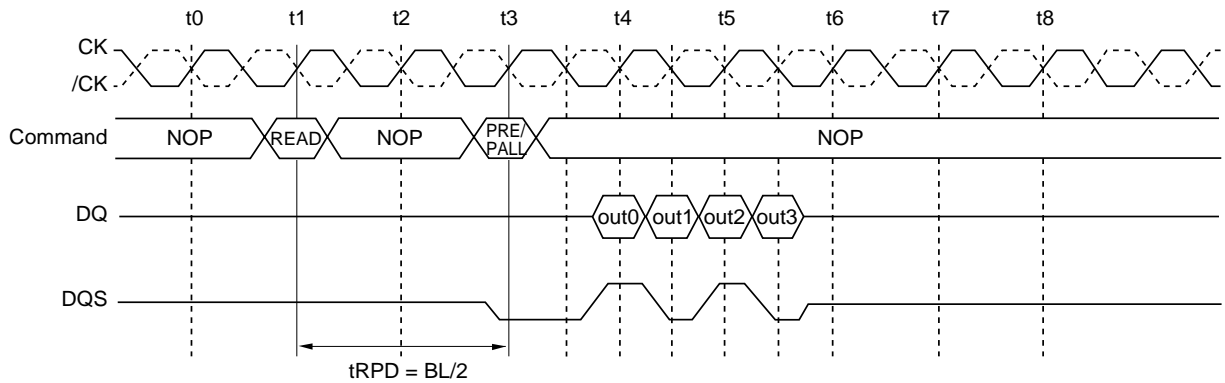 t0 t1 t2 t3 t4 t5 t6 t7 t8
CK
/CK
Command NOP READ NOP PRE/ NOP
PALL
DQ out0 out1 out2 out3
DQS
tRPD = BL/2